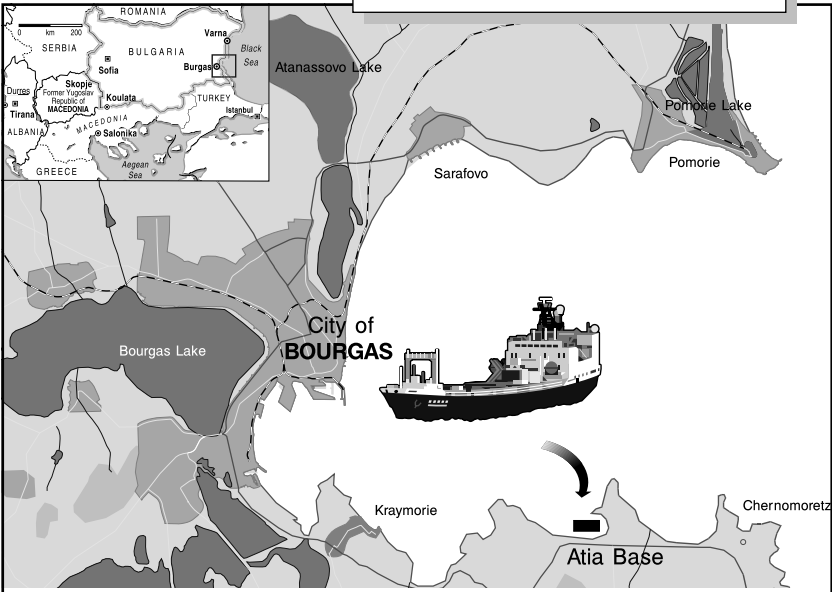 ROMANIA
0 km 200
SERBIA
BULGARIA
Varna
Black
Sea
Sofia
Burgas
Skopje
Former Yugoslav
Republic of
MACEDONIA
Durres
Tirana
Koulata
TURKEY
Istanbul
ALBANIA
MACEDONIA
Salonika
Aegean
Sea
GREECE
Atanassovo Lake
Pomorie Lake
Pomorie
Sarafovo
City of
BOURGAS
Bourgas Lake
Kraymorie
Chernomoretz
Atia Base